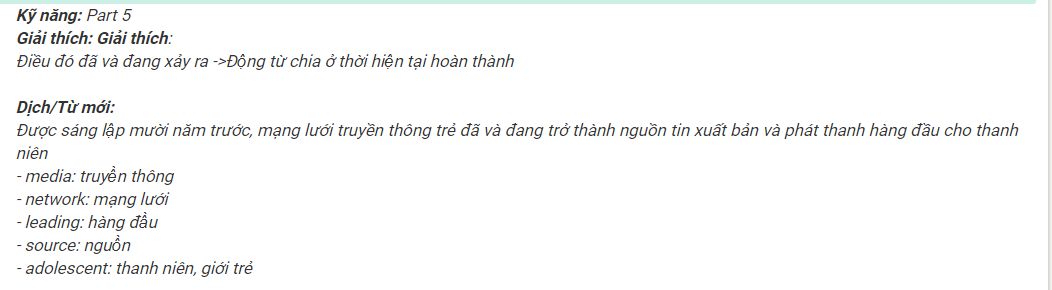 Kỹ năng: Part 5
Giải thích: Giải thích:
Điều đó đã và đang xảy ra ->Động từ chia ở thời hiện tại hoàn thành
Dịch/Từ mới:
Được sáng lập mười năm trước, mạng lưới truyền thông trẻ đã và đang trở thành nguồn tin xuất bản và phát thanh hàng đầu cho thanh
niên
- media: truyền thông
- network: mạng lưới
- leading: hàng đầu
- source: nguồn
- adolescent: thanh niên, giới trẻ